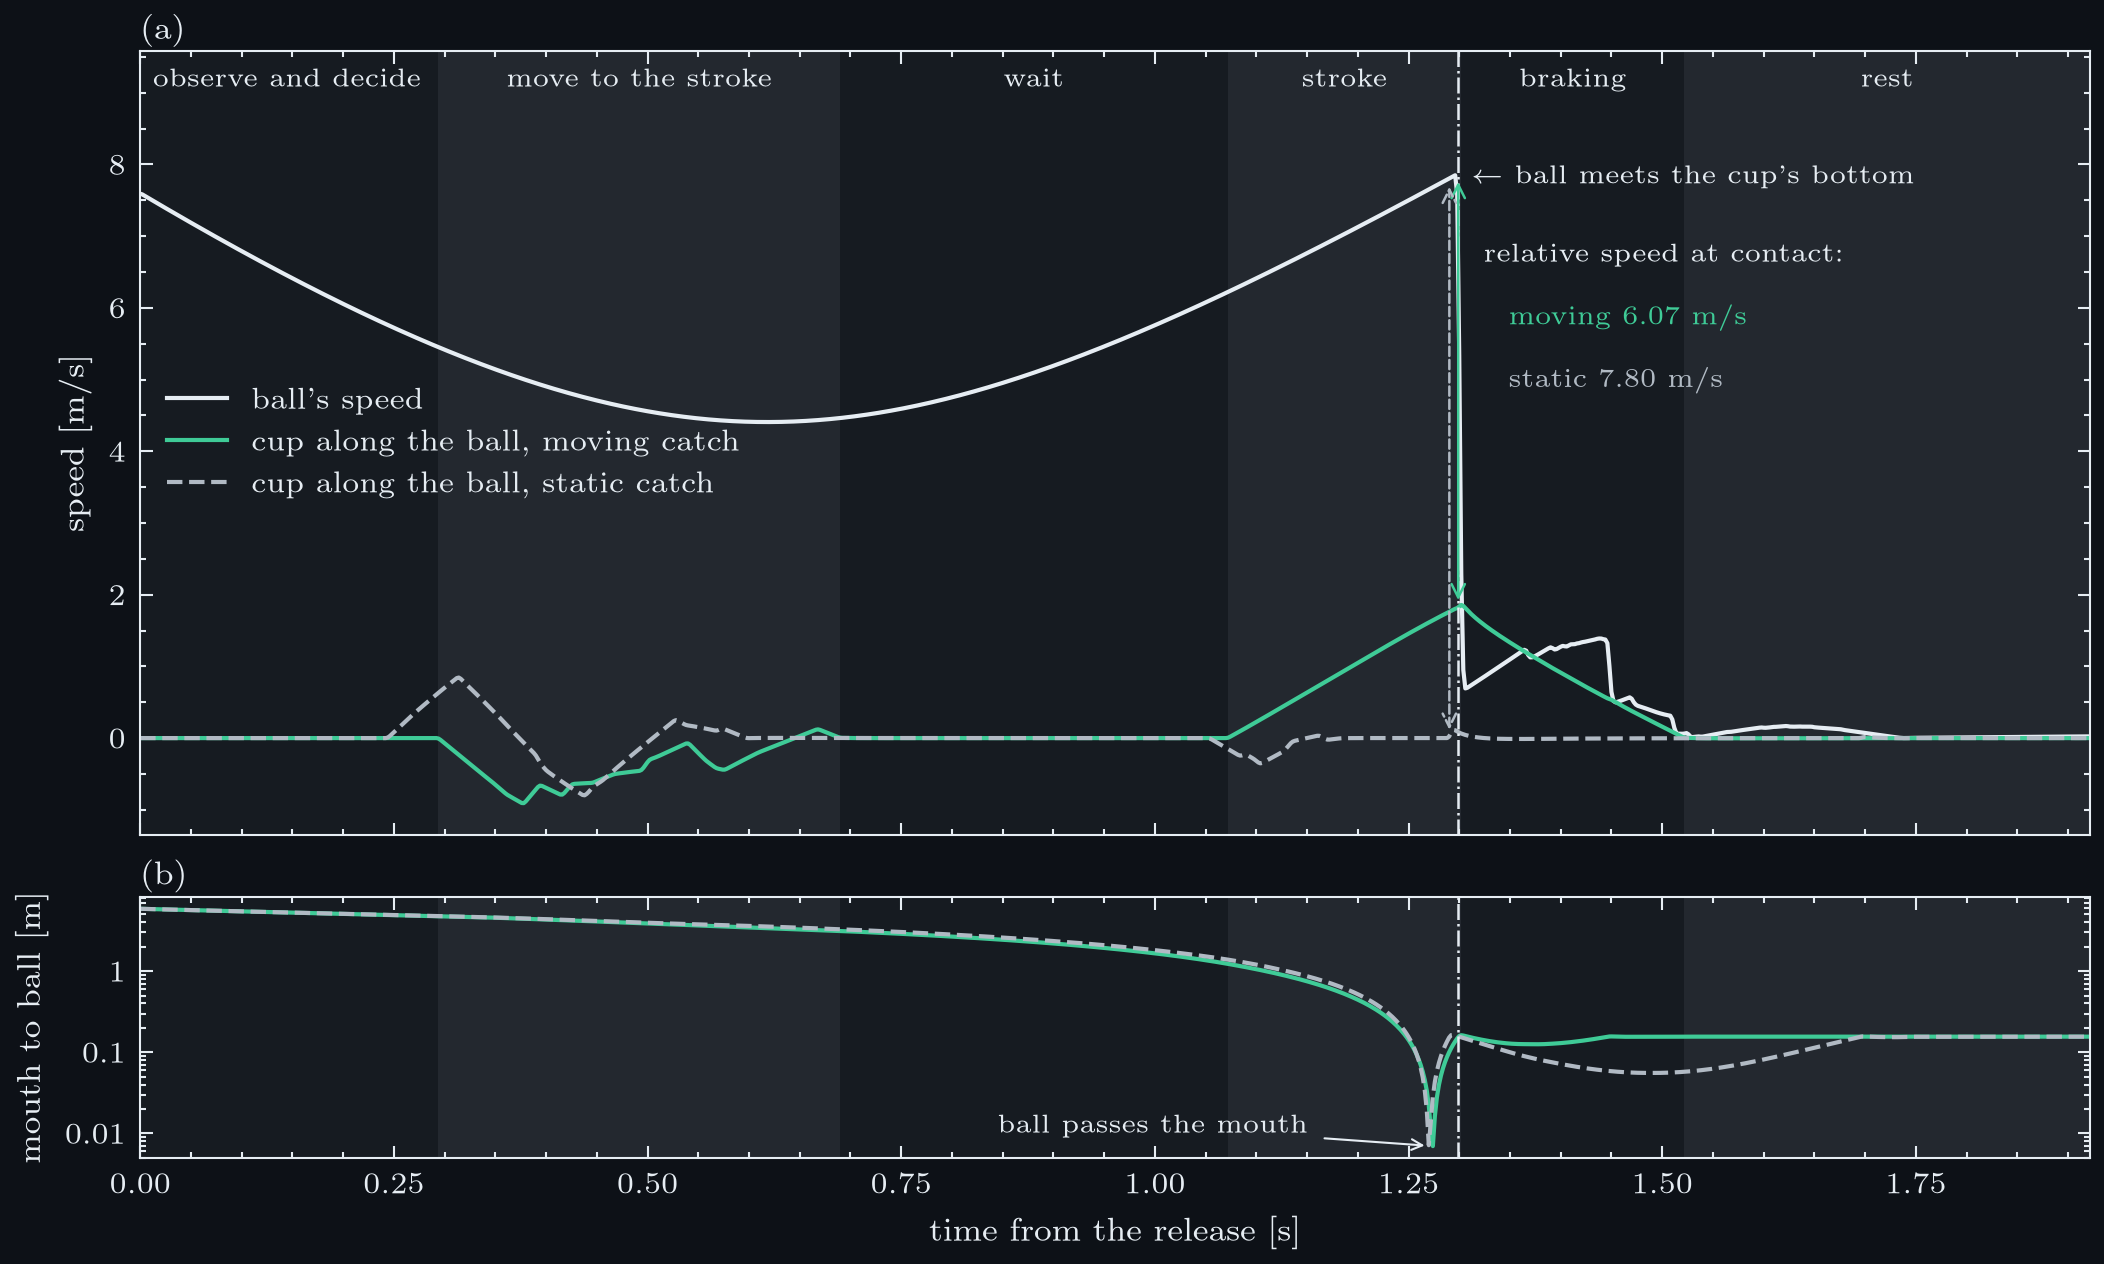 (a)
observe and decide
move to the stroke
wait
stroke
braking
rest
8
6
4
2
0
speed [m/s]
← ball meets the cup's bottom
relative speed at contact:
moving 6.07 m/s
static 7.80 m/s
ball's speed
cup along the ball, moving catch
cup along the ball, static catch
(b)
mouth to ball [m]
1
0.1
0.01
ball passes the mouth
0.00
0.25
0.50
0.75
1.00
1.25
1.50
1.75
time from the release [s]